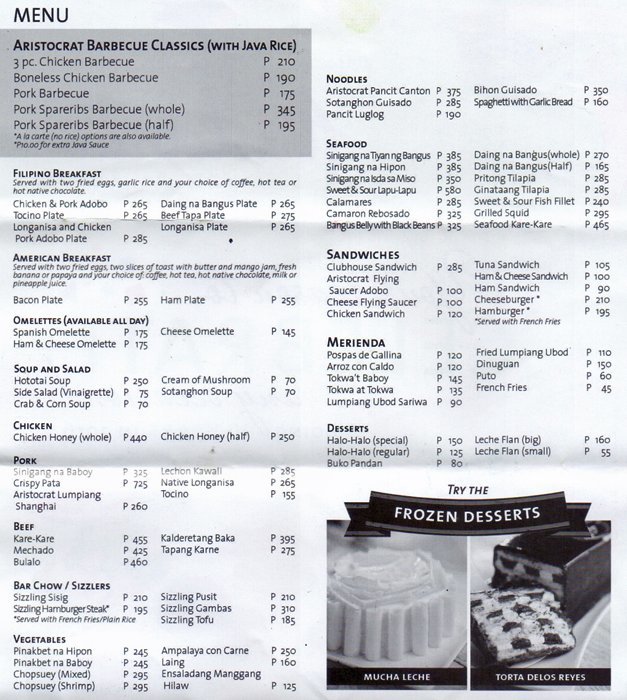 MENU
ARISTOCRAT BARBECUE CLASSICS (WITH JAVA RICE)
3 pc. Chicken Barbecue P 210
Boneless Chicken Barbecue P 190
Pork Barbecue P 175
Pork Spareribs Barbecue (whole) P 345
Pork Spareribs Barbecue (half) P 195
*A la carte (no rice) options are also available.
*P10.00 for extra Java Sauce
FILIPINO BREAKFAST
Served with two fried eggs, garlic rice and your choice of coffee, hot tea or
hot native chocolate.
Chicken & Pork Adobo P 265 Daing na Bangus Plate P 265
Tocino Plate P 265 Beef Tapa Plate P 275
Longanisa and Chicken Longanisa Plate P 265
Pork Adobo Plate P 285
AMERICAN BREAKFAST
Served with two fried eggs, two slices of toast with butter and mango jam, fresh
banana or papaya and your choice of: coffee, hot tea, hot native chocolate, milk or
pineapple juice.
Bacon Plate P 255 Ham Plate P 255
OMELETTES (AVAILABLE ALL DAY)
Spanish Omelette P 175 Cheese Omelette P 145
Ham & Cheese Omelette P 175
SOUP AND SALAD
Hototai Soup P 250 Cream of Mushroom P 70
Side Salad (Vinaigrette) P 75 Sotanghon Soup P 70
Crab & Corn Soup P 70
CHICKEN
Chicken Honey (whole) P 440 Chicken Honey (half) P 250
PORK
Sinigang na Baboy P 325 Lechon Kawali P 285
Crispy Pata P 725 Native Longanisa P 265
Aristocrat Lumpiang Tocino P 155
Shanghai P 260
BEEF
Kare-Kare P 455 Kalderetang Baka P 395
Mechado P 425 Tapang Karne P 275
Bulalo P 460
BAR CHOW / SIZZLERS
Sizzling Sisig P 210 Sizzling Pusit P 210
Sizzling Hamburger Steak* P 195 Sizzling Gambas P 310
*Served with French Fries/Plain Rice Sizzling Tofu P 185
VEGETABLES
Pinakbet na Hipon P 245 Ampalaya con Carne P 250
Pinakbet na Baboy P 245 Laing P 160
Chopsuey (Mixed) P 295 Ensaladang Manggang
Chopsuey (Shrimp) P 295 Hilaw P 125
NOODLES
Aristocrat Pancit Canton P 375 Bihon Guisado P 350
Sotanghon Guisado P 285 Spaghetti with Garlic Bread P 160
Pancit Luglog P 190
SEAFOOD
Sinigang na Tiyan ng Bangus P 385 Daing na Bangus(whole) P 270
Sinigang na Hipon P 385 Daing na Bangus(Half) P 165
Sinigang na Isda sa Miso P 350 Pritong Tilapia P 285
Sweet & Sour Lapu-Lapu P 580 Ginataang Tilapia P 285
Calamares P 285 Sweet & Sour Fish Fillet P 240
Camaron Rebosado P 325 Grilled Squid P 295
Bangus Belly with Black Beans P 325 Seafood Kare-Kare P 465
SANDWICHES
Clubhouse Sandwich P 285 Tuna Sandwich P 105
Aristocrat Flying Ham & Cheese Sandwich P 100
Saucer Adobo P 100 Ham Sandwich P 90
Cheese Flying Saucer P 100 Cheeseburger * P 210
Chicken Sandwich P 120 Hamburger * P 195
*Served with French Fries
MERIENDA
Pospas de Gallina P 120 Fried Lumpiang Ubod P 110
Arroz con Caldo P 120 Dinuguan P 150
Tokwa't Baboy P 145 Puto P 60
Tokwa at Tokwa P 135 French Fries P 45
Lumpiang Ubod Sariwa P 90
DESSERTS
Halo-Halo (special) P 150 Leche Flan (big) P 160
Halo-Halo (regular) P 125 Leche Flan (small) P 55
Buko Pandan P 80
TRY THE
FROZEN DESSERTS
MUCHA LECHE
TORTA DELOS REYES